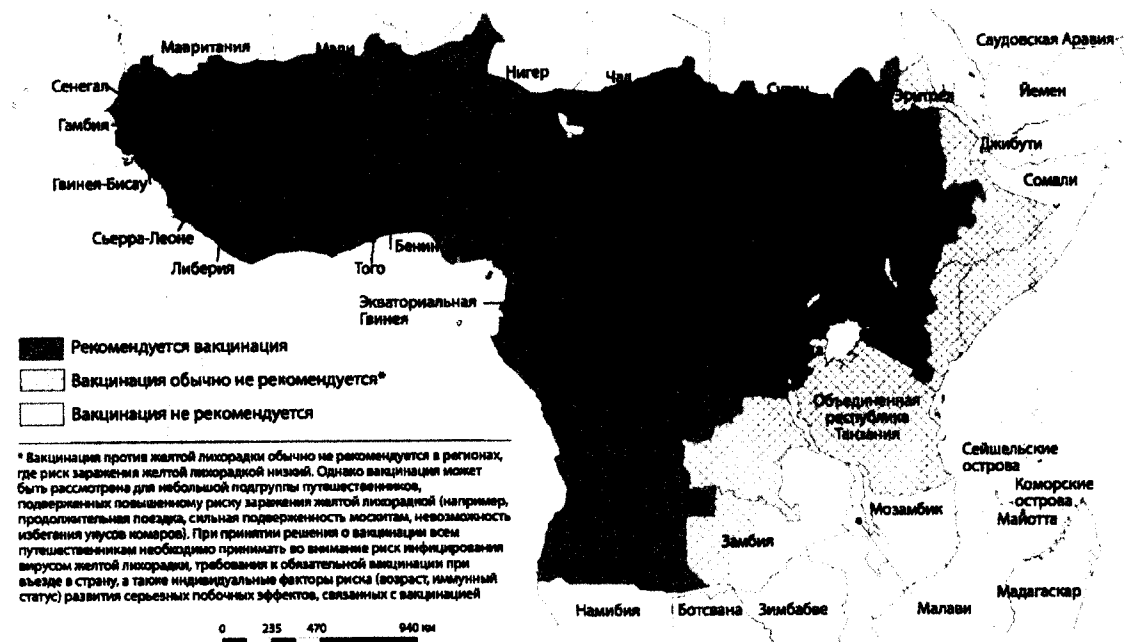 Мавритания
Мали
Саудовская Аравия
Сенегал
Нигер
Чад
Судан
Эритрея
Йемен
Гамбия
Джибути
Гвинея-Бисау
Сомали
Сьерра-Леоне
Бенин
Либерия
Того
Экваториальная
Гвинея
Рекомендуется вакцинация
Вакцинация обычно не рекомендуется*
Вакцинация не рекомендуется
Объединенная
республика
Танзания
* Вакцинация против желтой лихорадки обычно не рекомендуется в регионах,
где риск заражения желтой лихорадкой низкий. Однако вакцинация может
быть рассмотрена для небольшой подгруппы путешественников,
подверженных повышенному риску заражения желтой лихорадкой (например,
продолжительная поездка, сильная подверженность москитам, невозможность
избегания укусов комаров). При принятии решения о вакцинации всем
путешественникам необходимо принимать во внимание риск инфицирования
вирусом желтой лихорадки, требования к обязательной вакцинации при
въезде в страну, а также индивидуальные факторы риска (возраст, иммунный
статус) развития серьезных побочных эффектов, связанных с вакцинацией
Сейшельские
острова
Коморские
острова
Майотта
Мозамбик
Замбия
Мадагаскар
Намибия
Ботсвана
Зимбабве
Малави
0 235 470 940 км